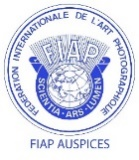 FEDERATION INTERNATIONALE DE L'ART PHOTOGRAPHIQUE
FIAP
SCIENTIA-ARS-LUMEN
FIAP AUSPICES